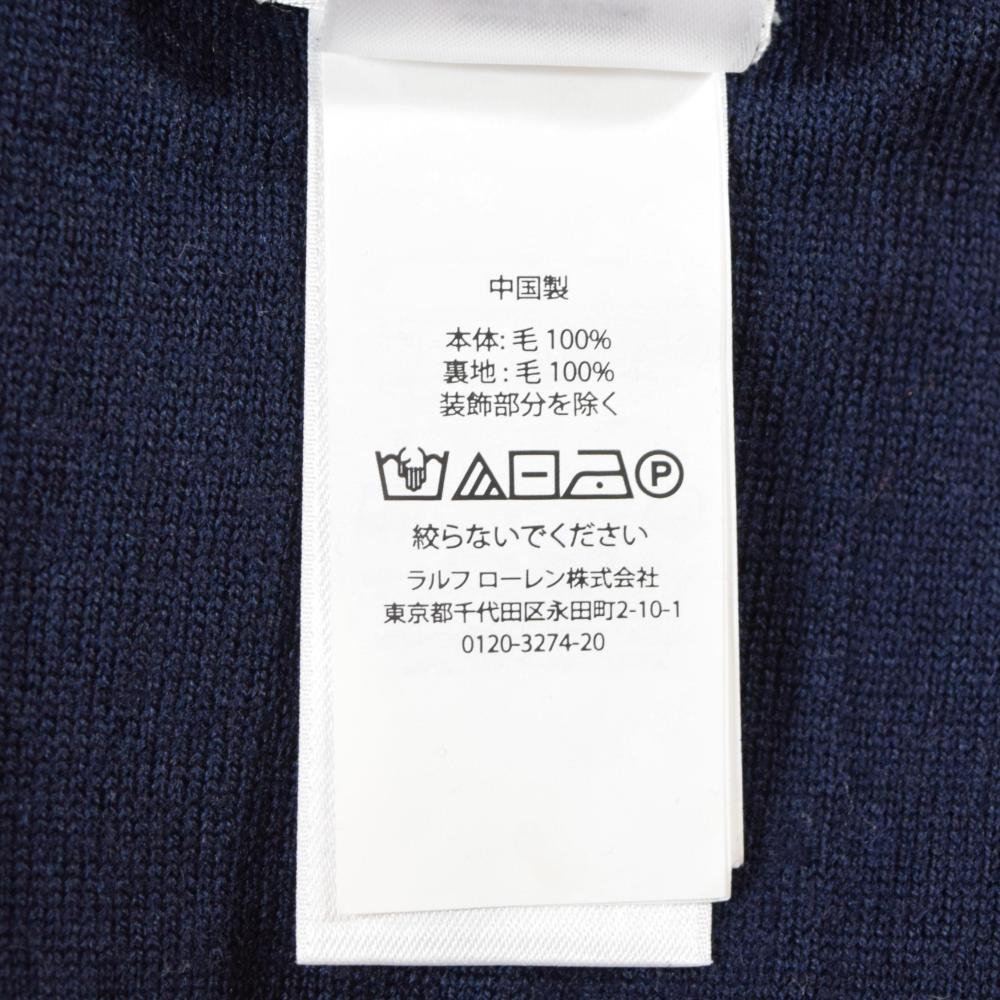 中国製
本体: 毛 100%
裏地 : 毛 100%
装飾部分を除く
P
絞らないでください
ラルフ ローレン株式会社
東京都千代田区永田町2-10-1
0120-3274-20